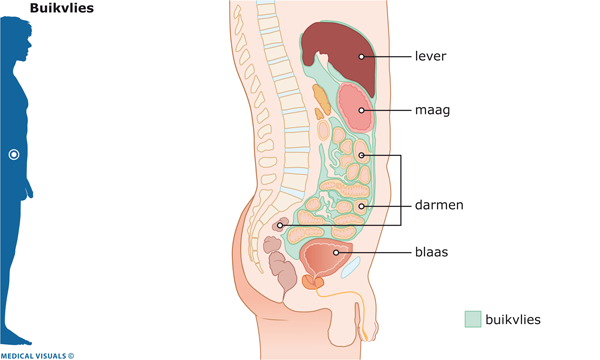 Buikvlies
lever
maag
darmen
blaas
buikvlies
MEDICAL VISUALS ©